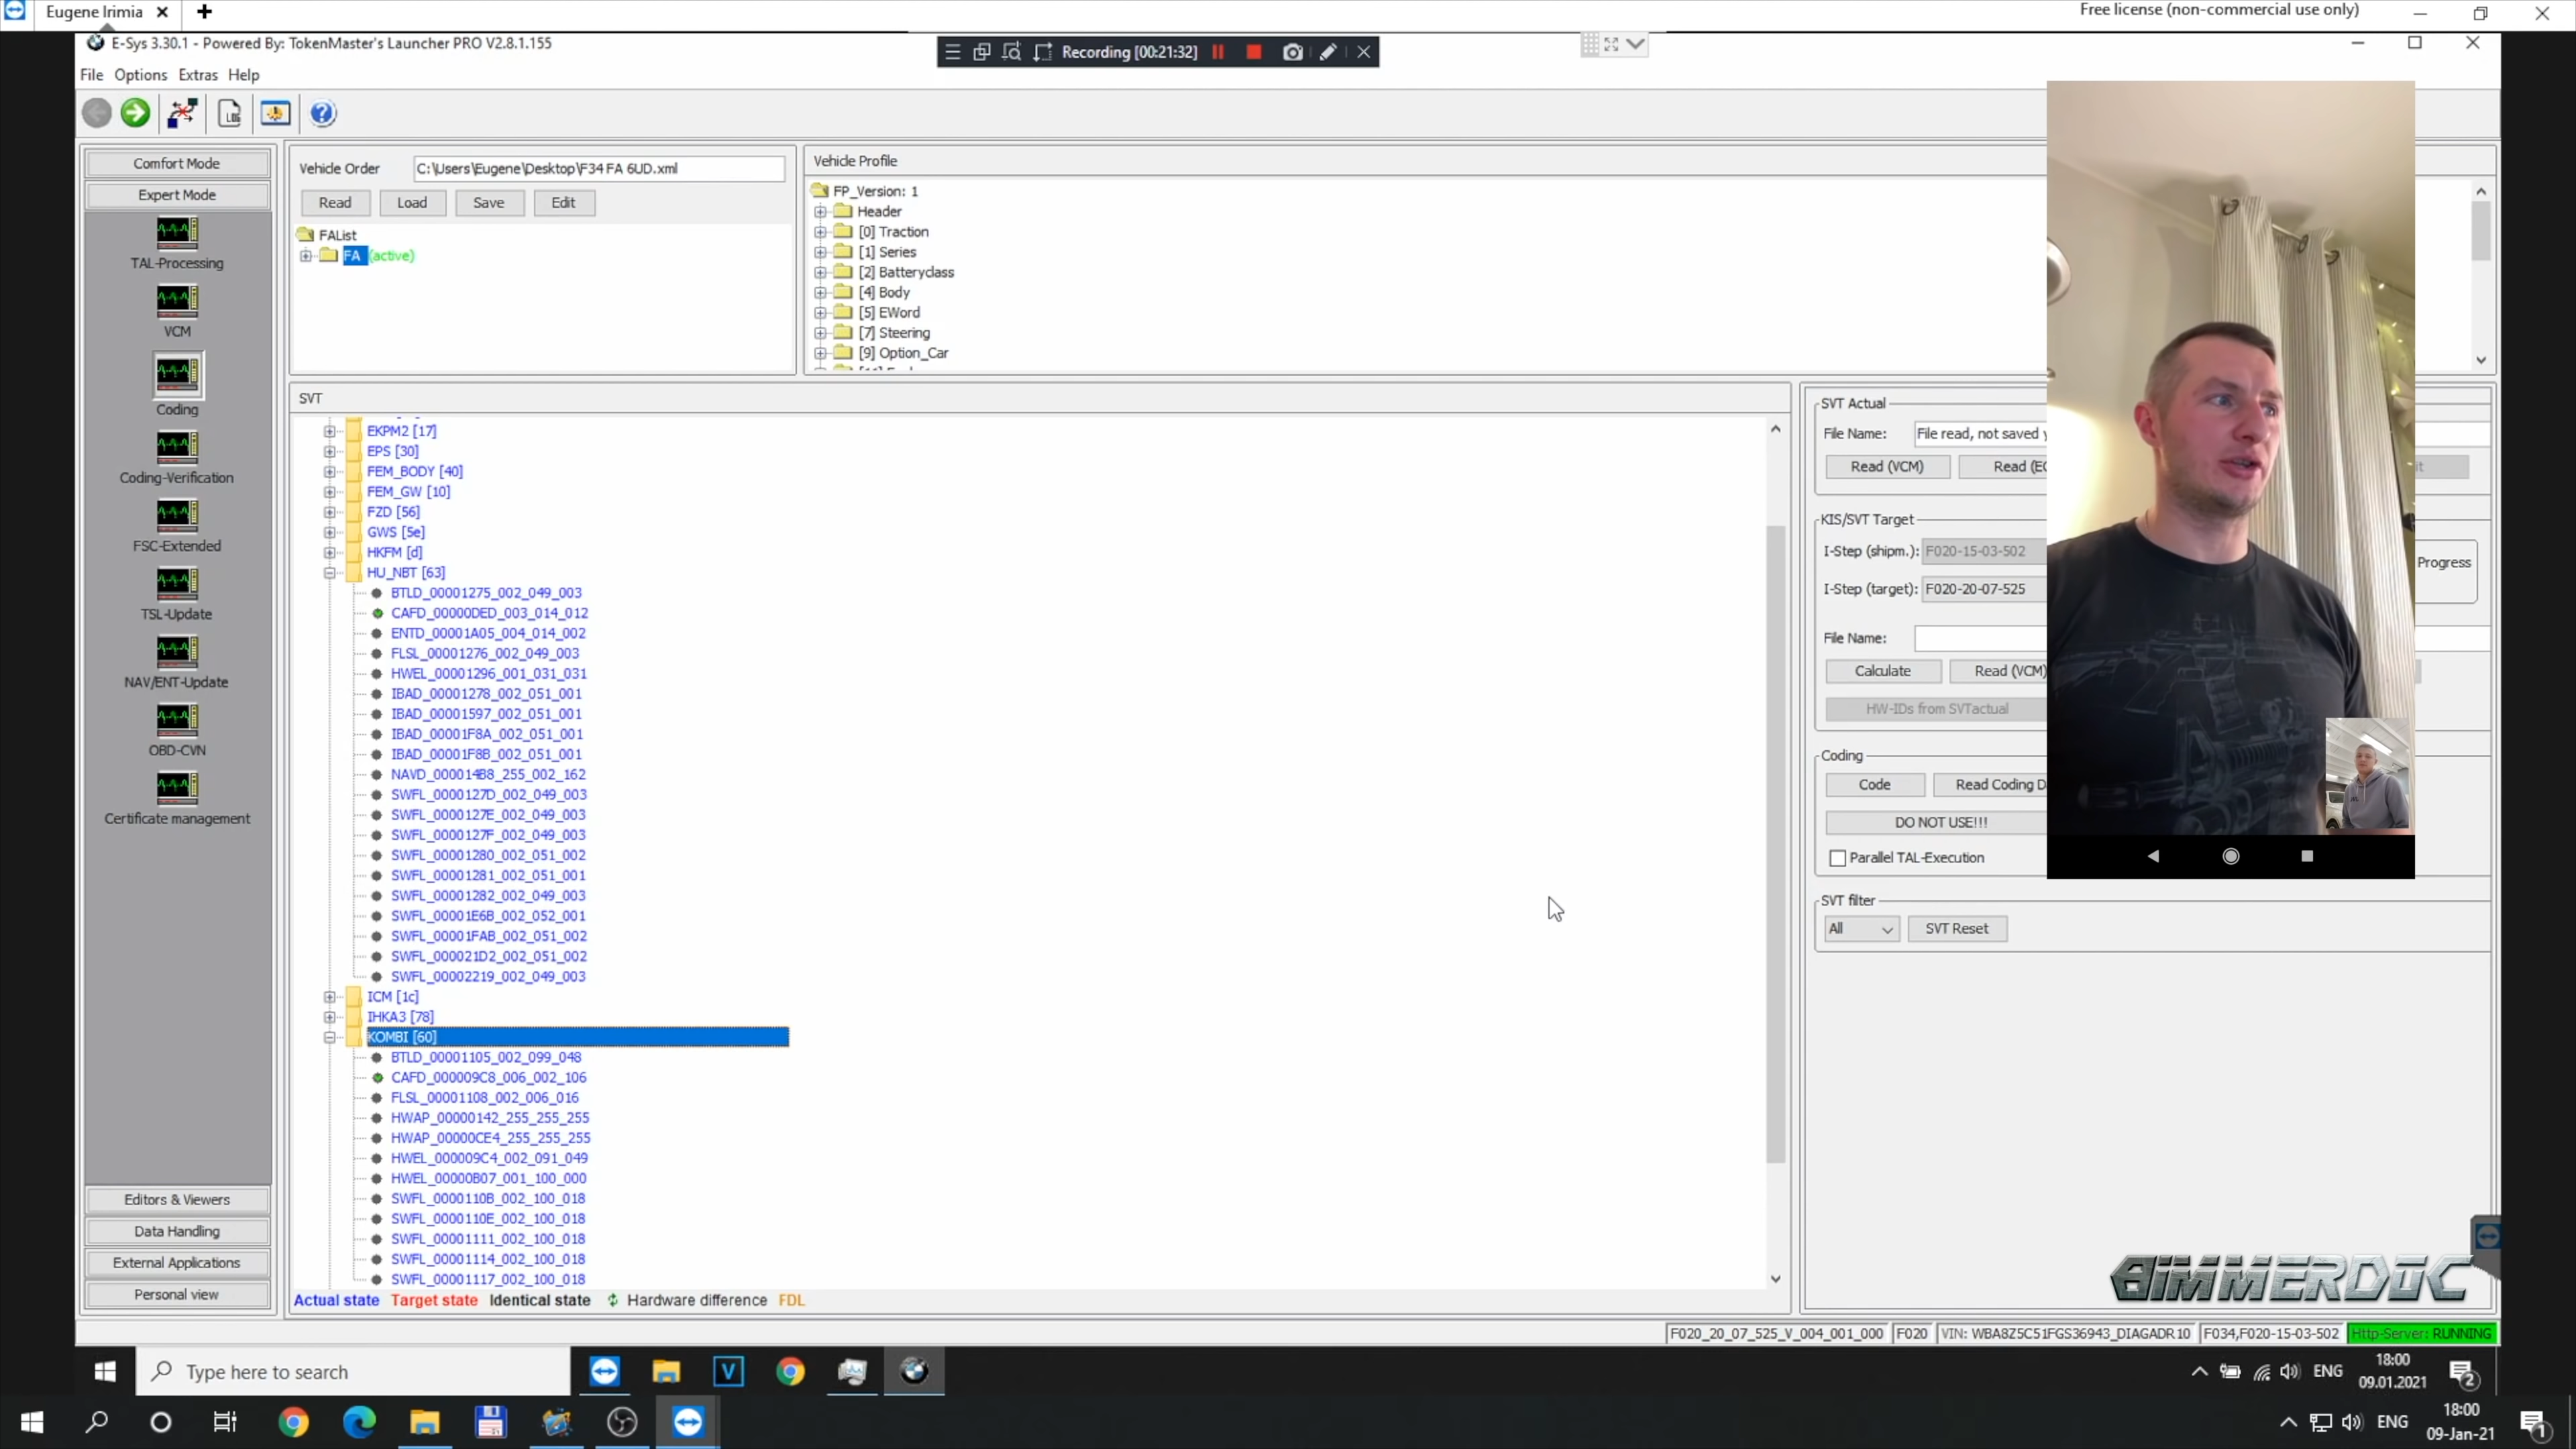 Eugene Irimia
Free license (non-commercial use only)
E-Sys 3.30.1 - Powered By: TokenMaster's Launcher PRO V2.8.1.155
Recording [00:21:32]
File Options Extras Help
Comfort Mode
Expert Mode
TAL-Processing
VCM
Coding
Coding-Verification
FSC-Extended
TSL-Update
NAV/ENT-Update
OBD-CVN
Certificate management
Editors & Viewers
Data Handling
External Applications
Personal view
Vehicle Order C:\Users\Eugene\Desktop\F34 FA 6UD.xml
Read Load Save Edit
FAList
FA (active)
Vehicle Profile
FP_Version: 1
Header
[0] Traction
[1] Series
[2] Batteryclass
[4] Body
[5] EWord
[7] Steering
[9] Option_Car
SVT
EKPM2 [17]
EPS [30]
FEM_BODY [40]
FEM_GW [10]
FZD [56]
GWS [5e]
HKFM [d]
HU_NBT [63]
BTLD_00001275_002_049_003
CAFD_00000DED_003_014_012
ENTD_00001A05_004_014_002
FLSL_00001276_002_049_003
HWEL_00001296_001_031_031
IBAD_00001278_002_051_001
IBAD_00001597_002_051_001
IBAD_00001F8A_002_051_001
IBAD_00001F8B_002_051_001
NAVD_000014B8_255_002_162
SWFL_0000127D_002_049_003
SWFL_0000127E_002_049_003
SWFL_0000127F_002_049_003
SWFL_00001280_002_051_002
SWFL_00001281_002_051_001
SWFL_00001282_002_049_003
SWFL_00001E6B_002_052_001
SWFL_00001FAB_002_051_002
SWFL_000021D2_002_051_002
SWFL_00002219_002_049_003
ICM [1c]
IHKA3 [78]
KOMBI [60]
BTLD_00001105_002_099_048
CAFD_000009C8_006_002_106
FLSL_00001108_002_006_016
HWAP_00000142_255_255_255
HWAP_00000CE4_255_255_255
HWEL_000009C4_002_091_049
HWEL_00000B07_001_100_000
SWFL_0000110B_002_100_018
SWFL_0000110E_002_100_018
SWFL_00001111_002_100_018
SWFL_00001114_002_100_018
SWFL_00001117_002_100_018
Actual state Target state Identical state Hardware difference FDL
SVT Actual
File Name: File read, not saved y
Read (VCM) Read (EC
KIS/SVT Target
I-Step (shipm.): F020-15-03-502
I-Step (target): F020-20-07-525
Progress
File Name:
Calculate Read (VCM)
HW-IDs from SVTactual
Coding
Code Read Coding D
DO NOT USE!!!
Parallel TAL-Execution
SVT filter
All SVT Reset
BIMMERDOC
F020_20_07_525_V_004_001_000 F020 VIN: WBA8Z5C51FGS36943_DIAGADR10 F034,F020-15-03-502 Http-Server: RUNNING
Type here to search
V
ENG 18:00
09.01.2021
2
ENG 18:00
09-Jan-21
1